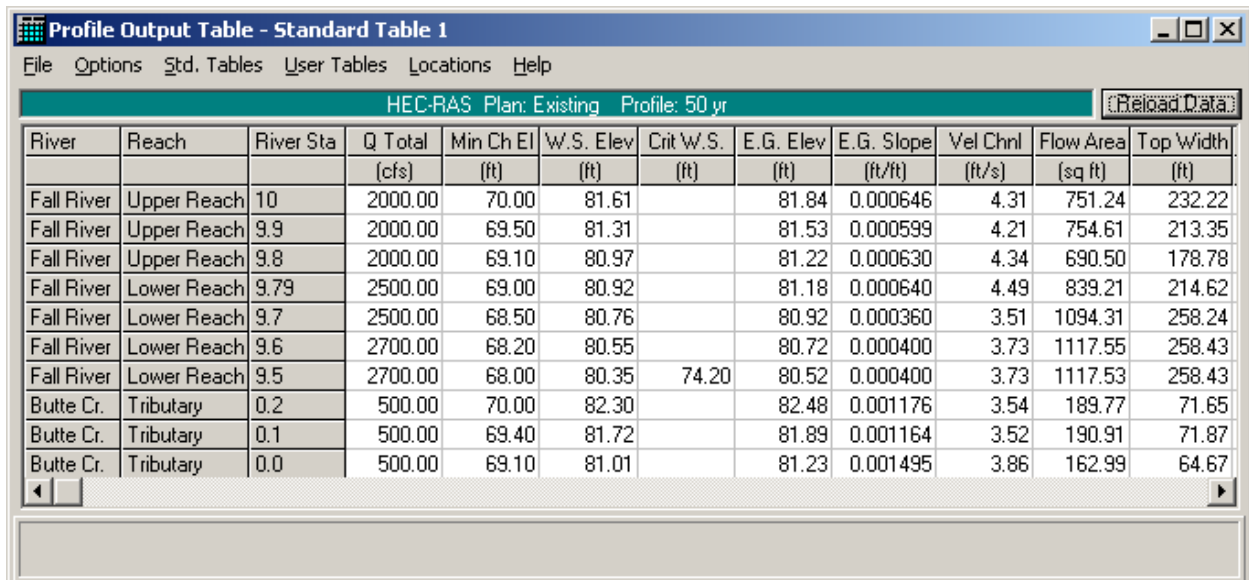 Profile Output Table - Standard Table 1
File Options Std. Tables User Tables Locations Help
HEC-RAS Plan: Existing Profile: 50 yr Reload Data
River Reach River Sta Q Total Min Ch El W.S. Elev Crit W.S. E.G. Elev E.G. Slope Vel Chnl Flow Area Top Width
(cfs) (ft) (ft) (ft) (ft) (ft/ft) (ft/s) (sq ft) (ft)
Fall River Upper Reach 10 2000.00 70.00 81.61 81.84 0.000646 4.31 751.24 232.22
Fall River Upper Reach 9.9 2000.00 69.50 81.31 81.53 0.000599 4.21 754.61 213.35
Fall River Upper Reach 9.8 2000.00 69.10 80.97 81.22 0.000630 4.34 690.50 178.78
Fall River Lower Reach 9.79 2500.00 69.00 80.92 81.18 0.000640 4.49 839.21 214.62
Fall River Lower Reach 9.7 2500.00 68.50 80.76 80.92 0.000360 3.51 1094.31 258.24
Fall River Lower Reach 9.6 2700.00 68.20 80.55 80.72 0.000400 3.73 1117.55 258.43
Fall River Lower Reach 9.5 2700.00 68.00 80.35 74.20 80.52 0.000400 3.73 1117.53 258.43
Butte Cr. Tributary 0.2 500.00 70.00 82.30 82.48 0.001176 3.54 189.77 71.65
Butte Cr. Tributary 0.1 500.00 69.40 81.72 81.89 0.001164 3.52 190.91 71.87
Butte Cr. Tributary 0.0 500.00 69.10 81.01 81.23 0.001495 3.86 162.99 64.67